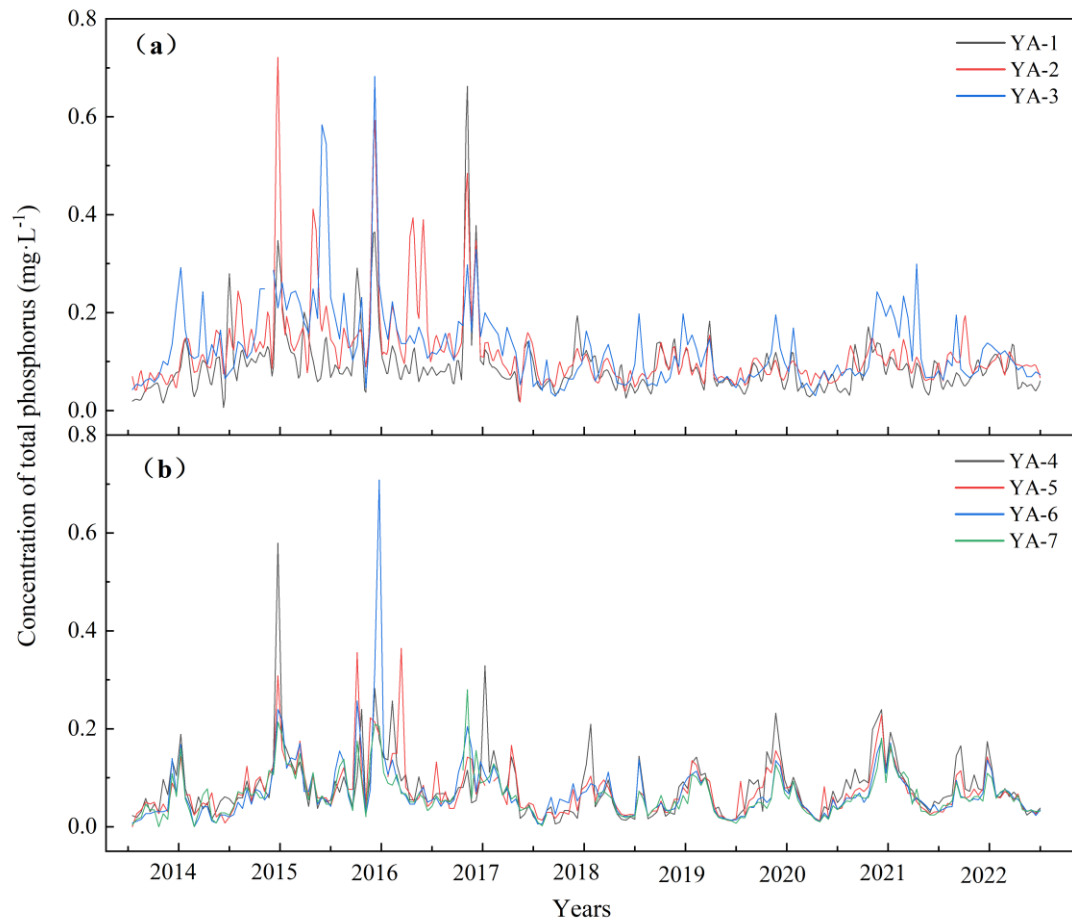 Concentration of total phosphorus (mg·L⁻¹)
(a)
YA-1
YA-2
YA-3
0.8
0.6
0.4
0.2
0.0
(b)
YA-4
YA-5
YA-6
YA-7
0.8
0.6
0.4
0.2
0.0
2014 2015 2016 2017 2018 2019 2020 2021 2022
Years